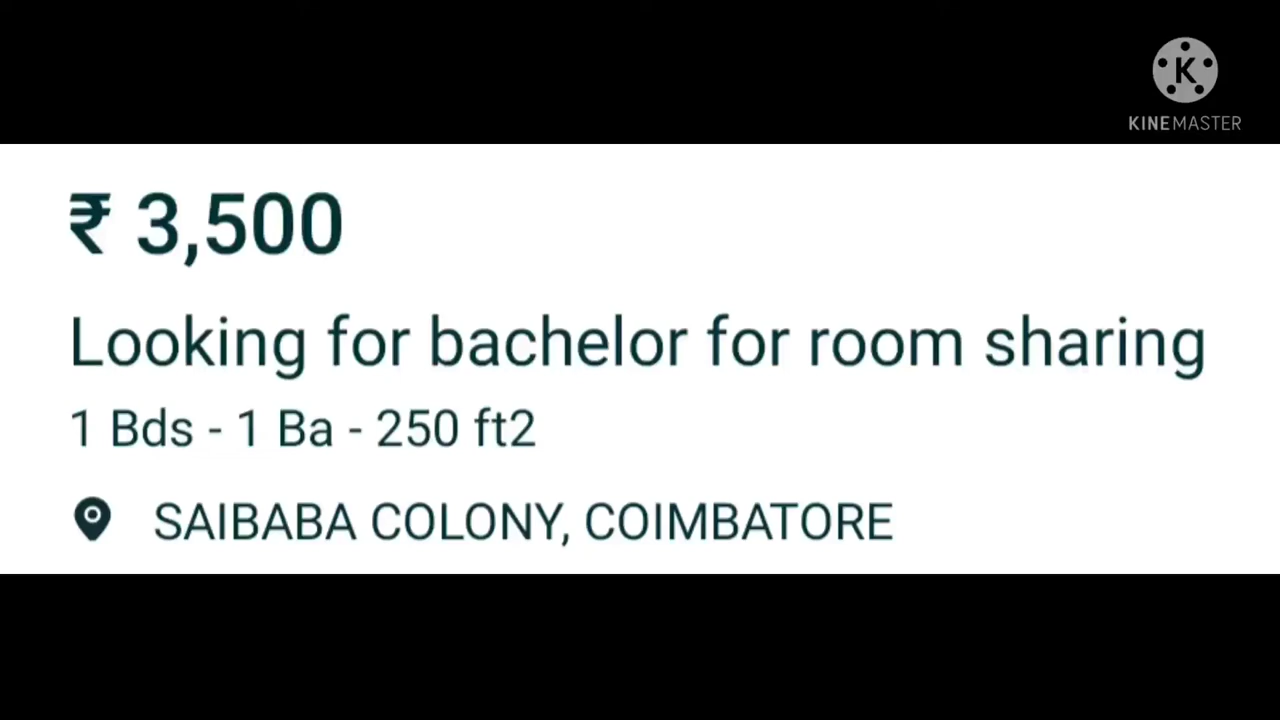 K
KINEMASTER
₹ 3,500
Looking for bachelor for room sharing
1 Bds - 1 Ba - 250 ft2
SAIBABA COLONY, COIMBATORE